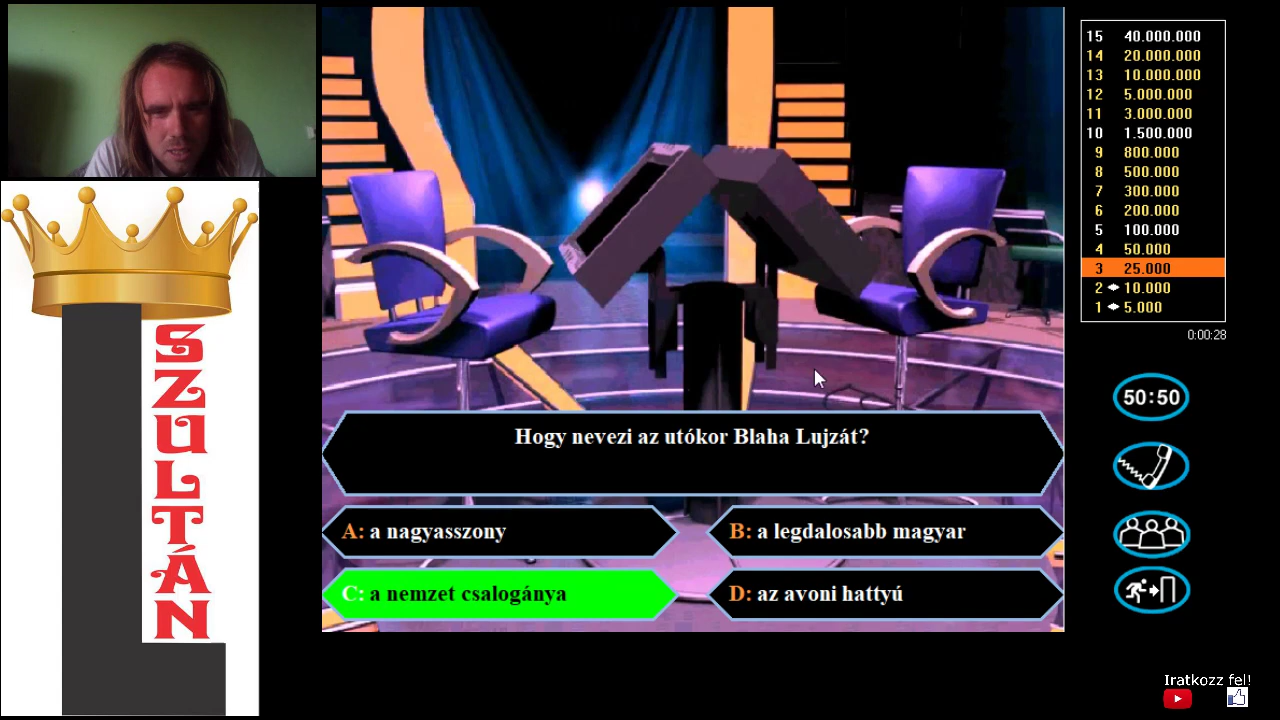 SZULTÁN
L
15 40.000.000
14 20.000.000
13 10.000.000
12 5.000.000
11 3.000.000
10 1.500.000
9 800.000
8 500.000
7 300.000
6 200.000
5 100.000
4 50.000
3 25.000
2 10.000
1 5.000
0:00:28
50:50
Hogy nevezi az utókor Blaha Lujzát?
A: a nagyasszony
B: a legdalosabb magyar
C: a nemzet csalogánya
D: az avoni hattyú
Iratkozz fel!